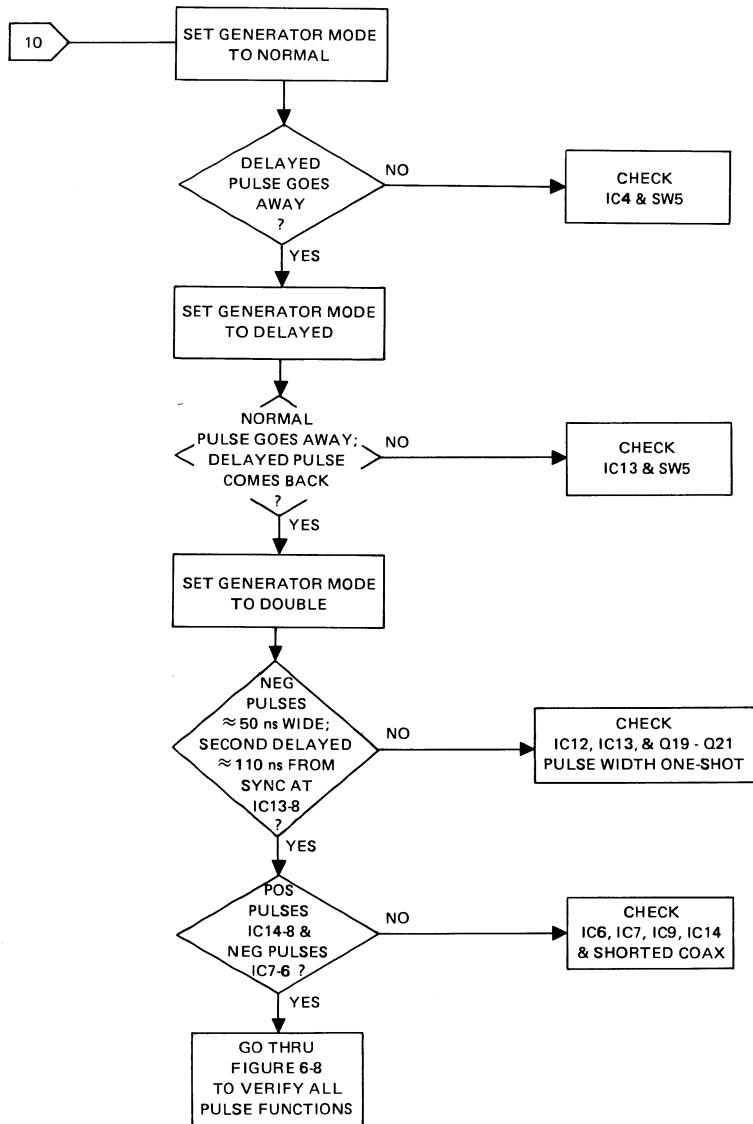 10
SET GENERATOR MODE
TO NORMAL
DELAYED
PULSE GOES
AWAY
?
NO
CHECK
IC4 & SW5
YES
SET GENERATOR MODE
TO DELAYED
NORMAL
PULSE GOES AWAY;
DELAYED PULSE
COMES BACK
?
NO
CHECK
IC13 & SW5
YES
SET GENERATOR MODE
TO DOUBLE
NEG
PULSES
≈50 ns WIDE;
SECOND DELAYED
≈110 ns FROM
SYNC AT
IC13-8
?
NO
CHECK
IC12, IC13, & Q19 - Q21
PULSE WIDTH ONE-SHOT
YES
POS
PULSES
IC14-8 &
NEG PULSES
IC7-6 ?
NO
CHECK
IC6, IC7, IC9, IC14
& SHORTED COAX
YES
GO THRU
FIGURE 6-8
TO VERIFY ALL
PULSE FUNCTIONS